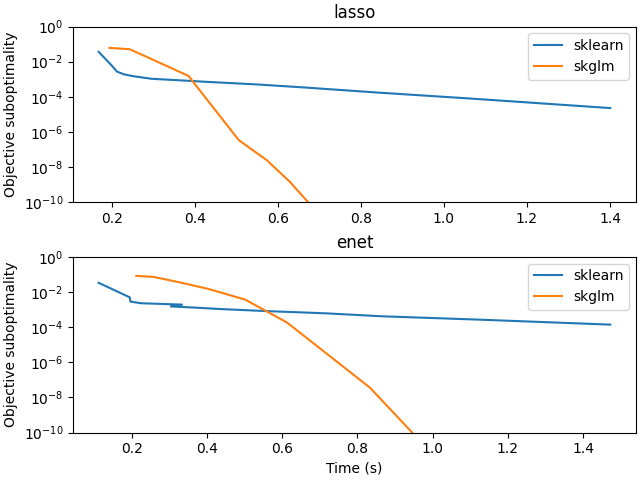 lasso
Objective suboptimality
10^0
10^-2
10^-4
10^-6
10^-8
10^-10
sklearn
skglm
0.2 0.4 0.6 0.8 1.0 1.2 1.4
enet
Objective suboptimality
10^0
10^-2
10^-4
10^-6
10^-8
10^-10
sklearn
skglm
0.2 0.4 0.6 0.8 1.0 1.2 1.4
Time (s)